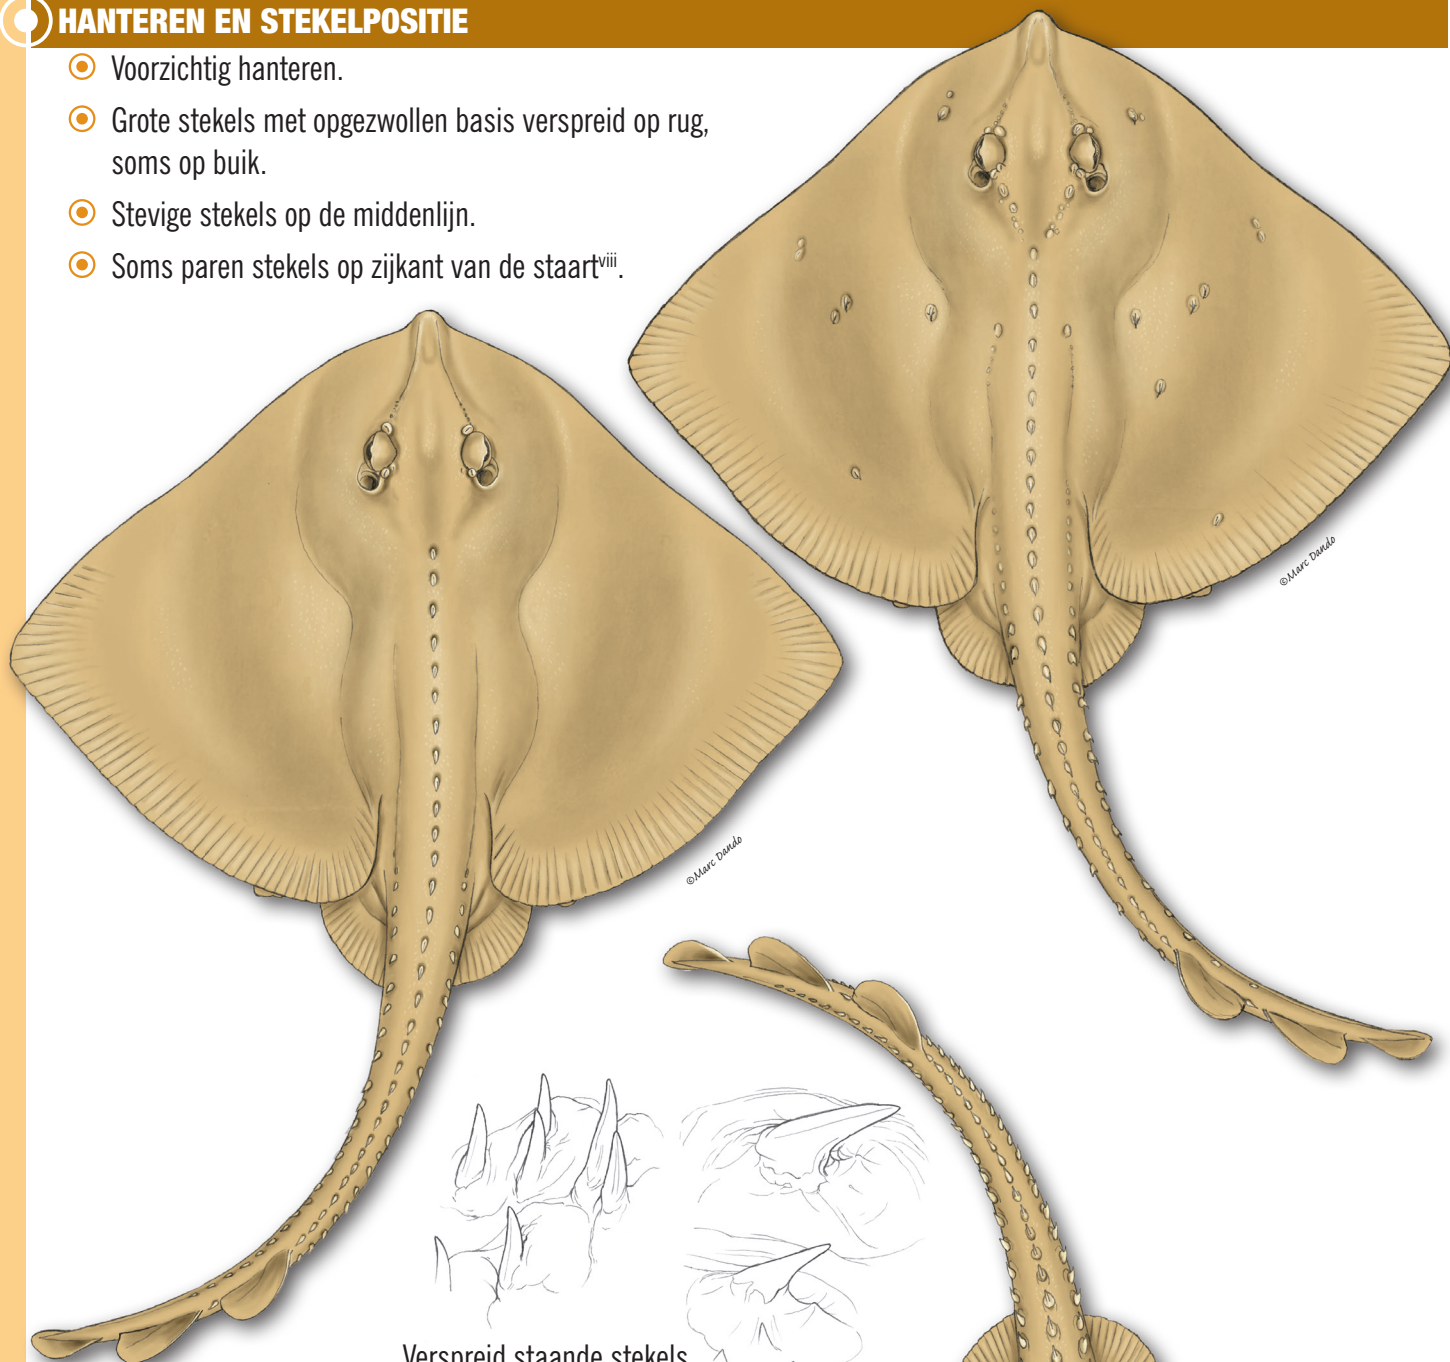 HANTEREN EN STEKELPOSITIE
Voorzichtig hanteren.
Grote stekels met opgezwollen basis verspreid op rug,
soms op buik.
Stevige stekels op de middenlijn.
Soms paren stekels op zijkant van de staartviii.
©Marc Dando
©Marc Dando
Verspreid staande stekels